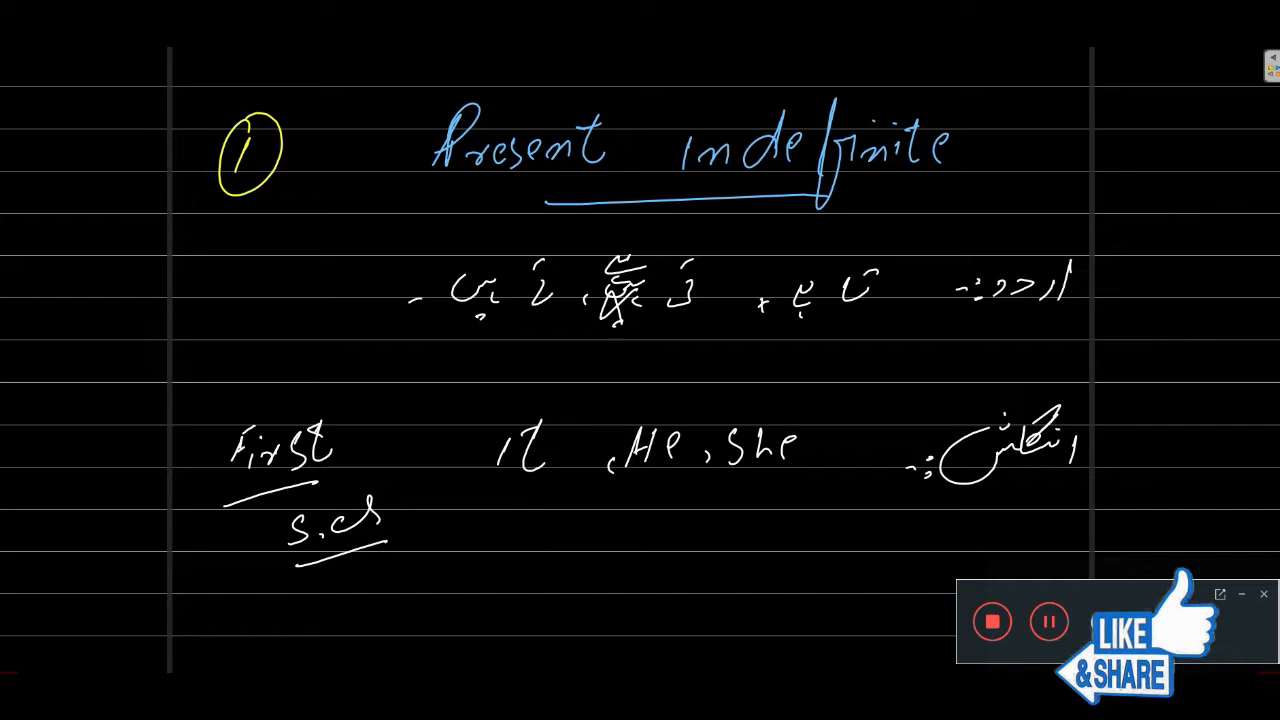 ① Present indefinite
اردو:- تا ہے، تی ہے، تے ہیں -
انگلش:- She, He, It First
s.es
LIKE
& SHARE